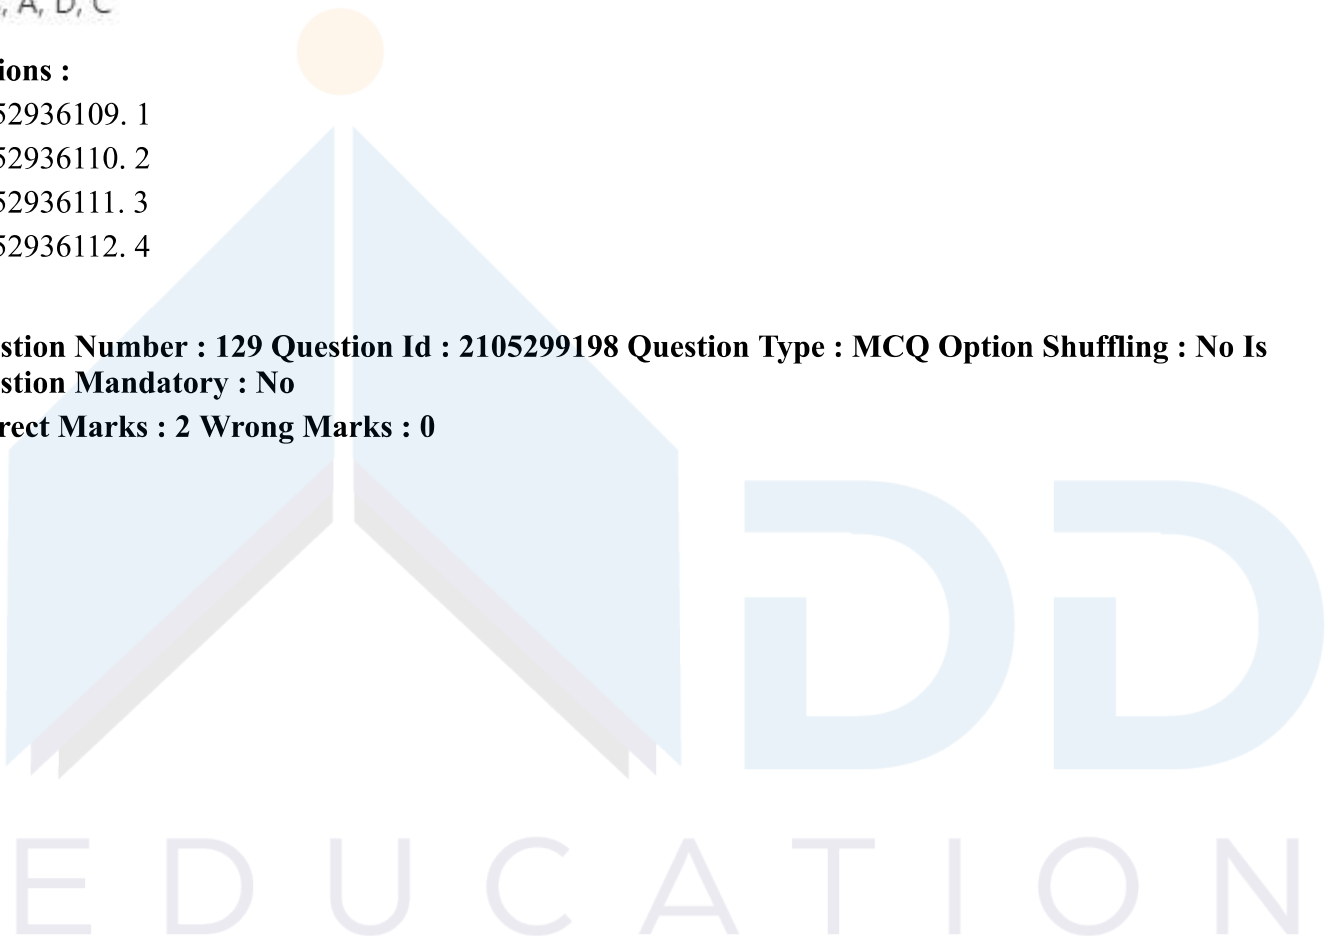 , A, D, C
ions :
52936109. 1
52936110. 2
52936111. 3
52936112. 4
stion Number : 129 Question Id : 2105299198 Question Type : MCQ Option Shuffling : No Is
stion Mandatory : No
rect Marks : 2 Wrong Marks : 0
DD
EDUCATION